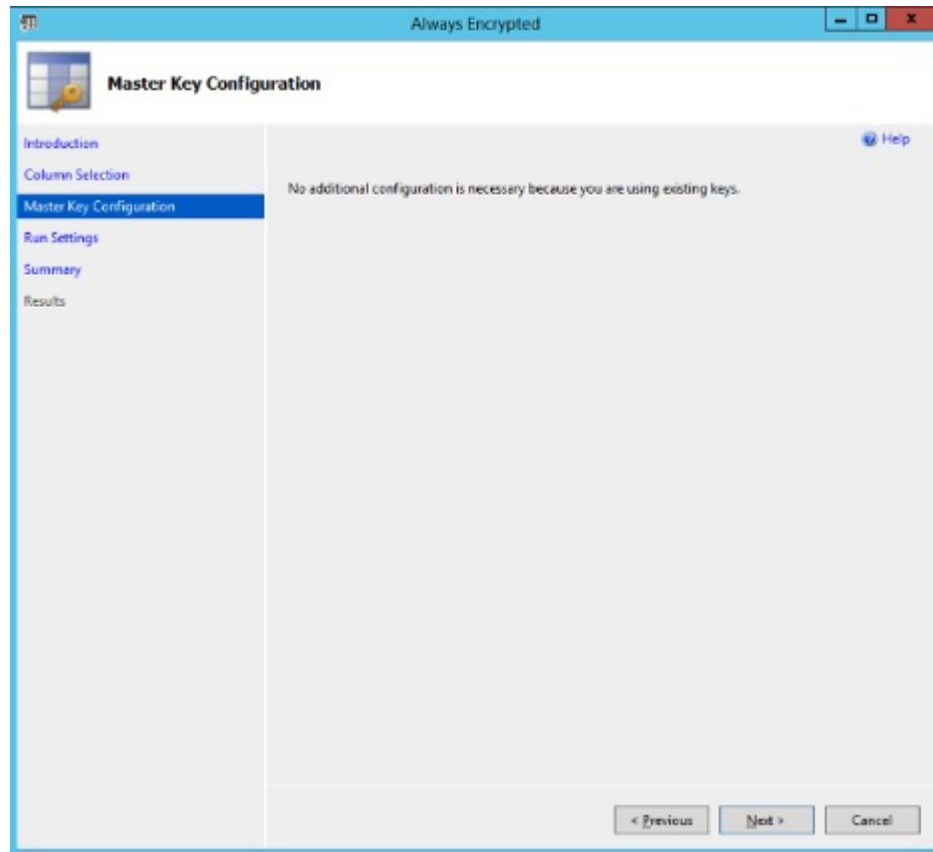 Always Encrypted
Master Key Configuration
Introduction
Help
Column Selection
No additional configuration is necessary because you are using existing keys.
Master Key Configuration
Run Settings
Summary
Results
< Previous
Next >
Cancel